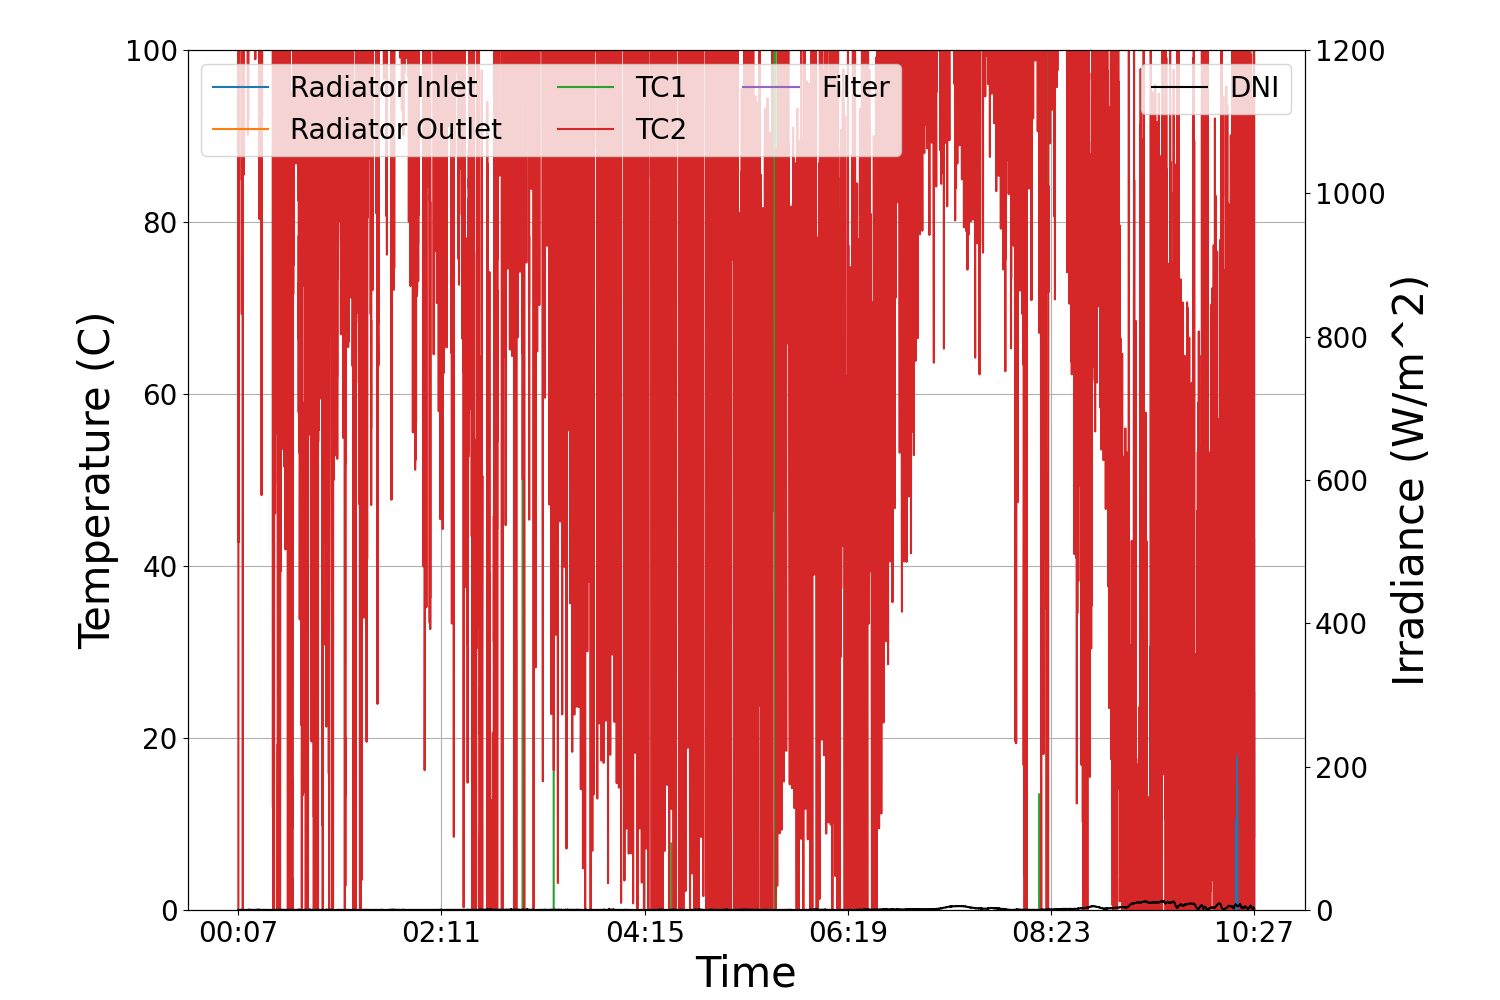 100
80
60
40
20
0
Temperature (C)
Radiator Inlet
Radiator Outlet
TC1
TC2
Filter
DNI
1200
1000
800
600
400
200
0
Irradiance (W/m^2)
00:07 02:11 04:15 06:19 08:23 10:27
Time